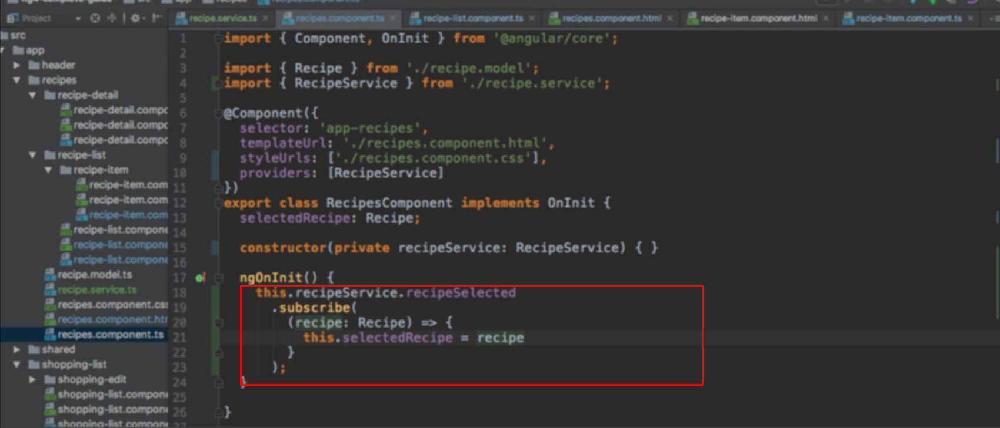 Project
recipe.service.ts
recipes.component.ts
recipe-list.component.ts
recipes.component.html
recipe-item.component.html
recipe-item.component.ts
src
app
header
recipes
recipe-detail
recipe-detail.compo
recipe-detail.compo
recipe-detail.compo
recipe-list
recipe-item
recipe-item.com
recipe-item.com
recipe-item.com
recipe-list.compone
recipe-list.compone
recipe-list.compone
recipe.model.ts
recipe.service.ts
recipes.component.css
recipes.component.htm
recipes.component.ts
shared
shopping-list
shopping-edit
shopping-list.compon
shopping-list.compon
shopping-list.compon
1 import { Component, OnInit } from '@angular/core';
2
3 import { Recipe } from './recipe.model';
4 import { RecipeService } from './recipe.service';
5
6 @Component({
7 selector: 'app-recipes',
8 templateUrl: './recipes.component.html',
9 styleUrls: ['./recipes.component.css'],
10 providers: [RecipeService]
11 })
12 export class RecipesComponent implements OnInit {
13 selectedRecipe: Recipe;
14
15 constructor(private recipeService: RecipeService) { }
16
17 ngOnInit() {
18 this.recipeService.recipeSelected
19 .subscribe(
20 (recipe: Recipe) => {
21 this.selectedRecipe = recipe
22 }
23 );
24 }
25
26 }
27